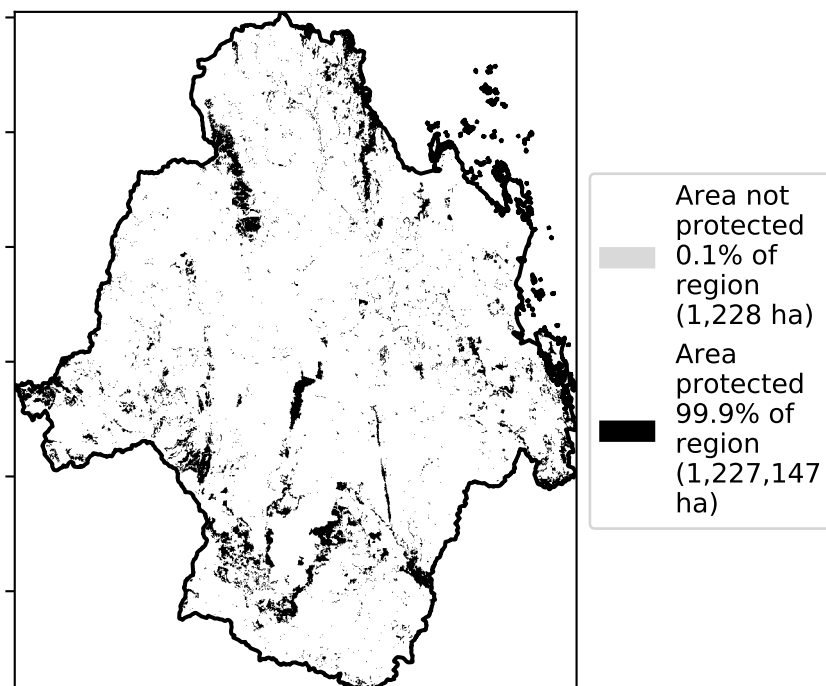 Area not
protected
0.1% of
region
(1,228 ha)
Area
protected
99.9% of
region
(1,227,147
ha)